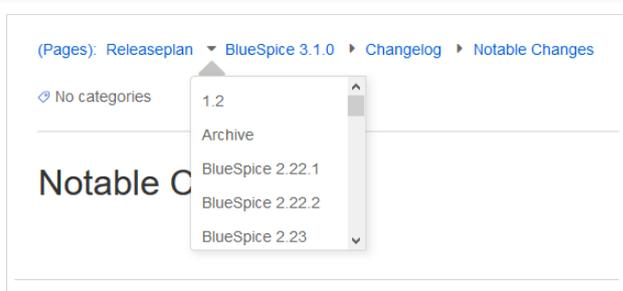 (Pages): Releaseplan BlueSpice 3.1.0 Changelog Notable Changes
No categories
1.2
Archive
Notable C
BlueSpice 2.22.1
BlueSpice 2.22.2
BlueSpice 2.23